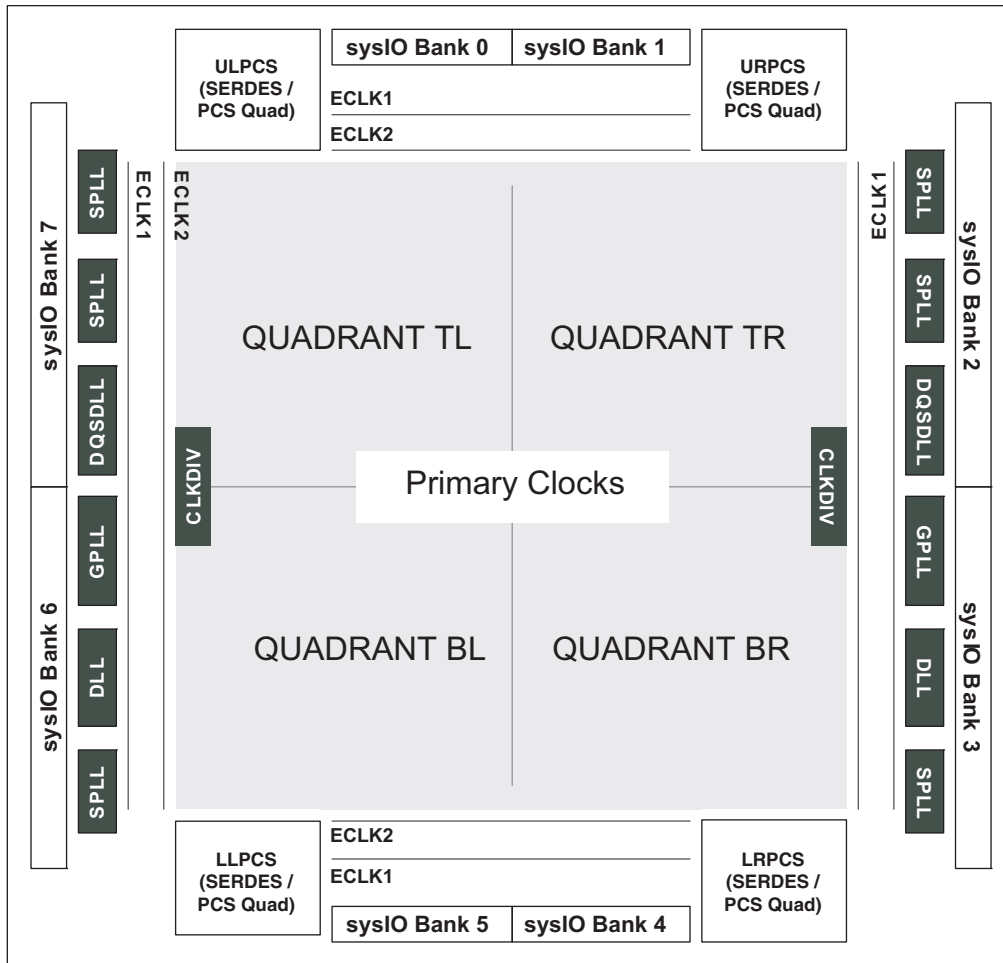 sysIO Bank 0
sysIO Bank 1
ULPCS
(SERDES /
PCS Quad)
URPCS
(SERDES /
PCS Quad)
ECLK1
ECLK2
sysIO Bank 7
SPLL
SPLL
DQSDLL
ECLK1
ECLK2
QUADRANT TL
QUADRANT TR
ECLK1
SPLL
SPLL
DQSDLL
sysIO Bank 2
CLKDIV
Primary Clocks
CLKDIV
sysIO Bank 6
GPLL
DLL
SPLL
QUADRANT BL
QUADRANT BR
GPLL
DLL
SPLL
sysIO Bank 3
LLPCS
(SERDES /
PCS Quad)
ECLK2
ECLK1
LRPCS
(SERDES /
PCS Quad)
sysIO Bank 5
sysIO Bank 4